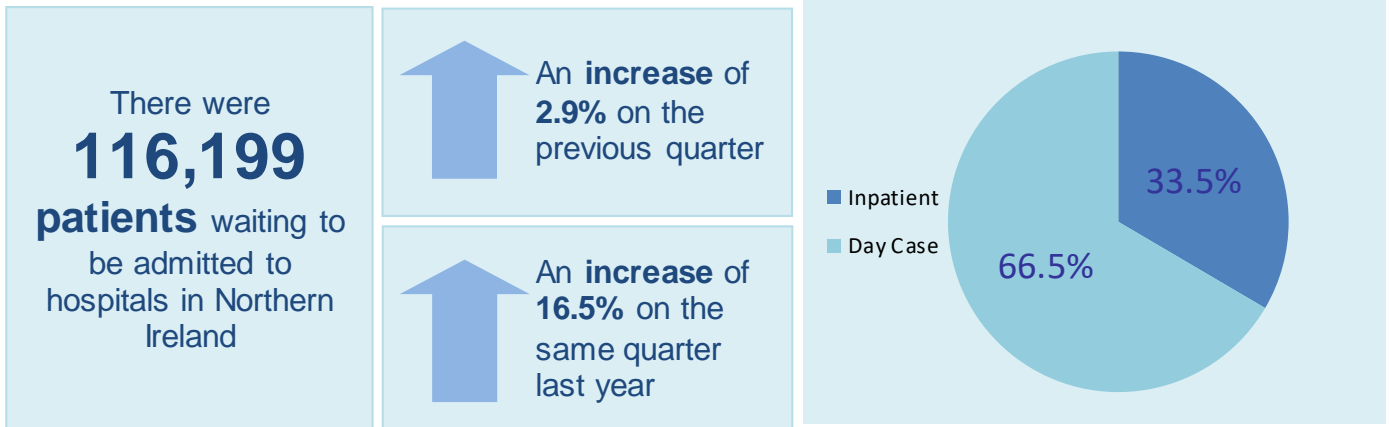 There were
116,199
patients waiting to
be admitted to
hospitals in Northern
Ireland
An increase of
2.9% on the
previous quarter
An increase of
16.5% on the
same quarter
last year
Inpatient
Day Case
33.5%
66.5%